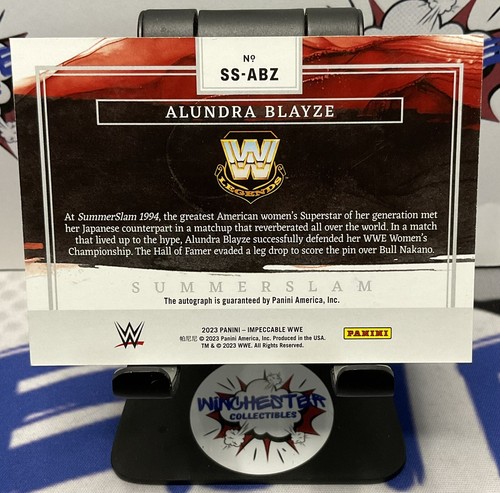 Nº
SS-ABZ
ALUNDRA BLAYZE
W
LEGENDS
At SummerSlam 1994, the greatest American women's Superstar of her generation met
her Japanese counterpart in a matchup that reverberated all over the world. In a match
that lived up to the hype, Alundra Blayze successfully defended her WWE Women's
Championship. The Hall of Famer evaded a leg drop to score the pin over Bull Nakano.
SUMMERSLAM
The autograph is guaranteed by Panini America, Inc.
2023 PANINI – IMPECCABLE WWE
帕尼尼 © 2023 Panini America, Inc. Produced in the USA.
TM & © 2023 WWE. All Rights Reserved.
W
PANINI
WINCHESTER
COLLECTIBLES